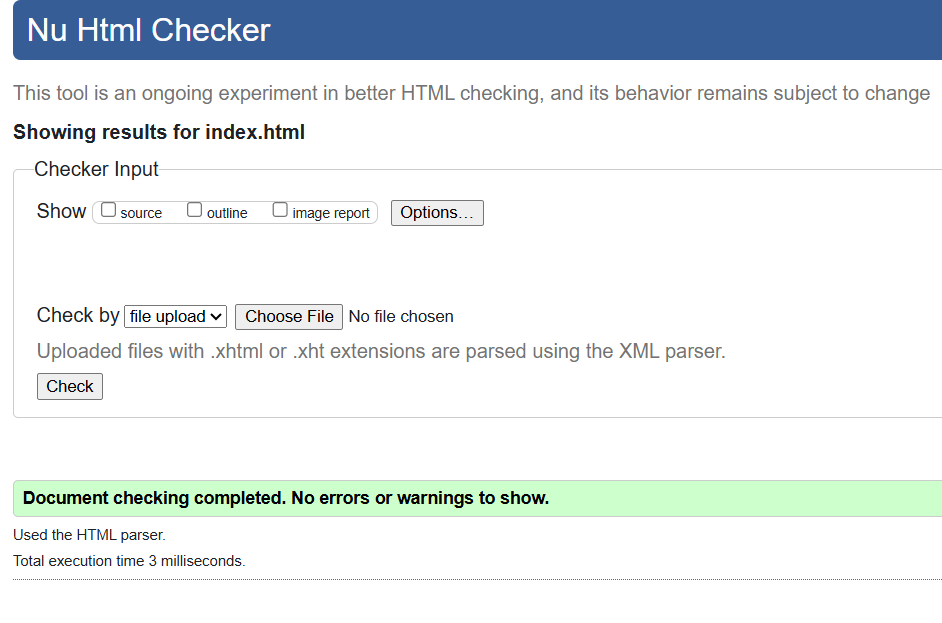 Nu Html Checker
This tool is an ongoing experiment in better HTML checking, and its behavior remains subject to change
Showing results for index.html
Checker Input
Show source outline image report Options...
Check by file upload Choose File No file chosen
Uploaded files with .xhtml or .xht extensions are parsed using the XML parser.
Check
Document checking completed. No errors or warnings to show.
Used the HTML parser.
Total execution time 3 milliseconds.